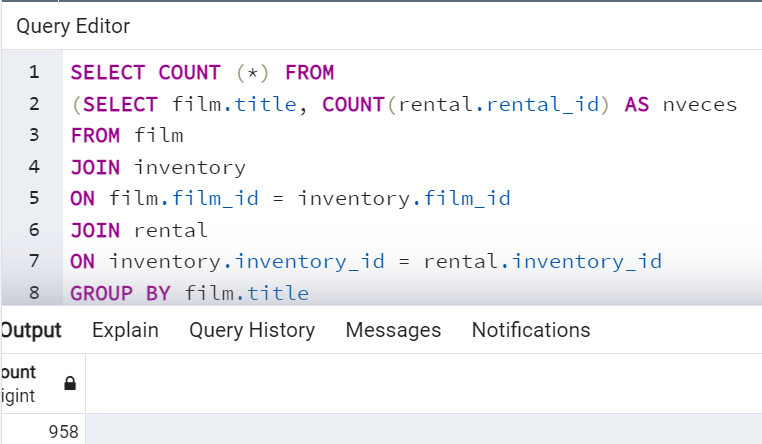 Query Editor
1 SELECT COUNT (*) FROM
2 (SELECT film.title, COUNT(rental.rental_id) AS nveces
3 FROM film
4 JOIN inventory
5 ON film.film_id = inventory.film_id
6 JOIN rental
7 ON inventory.inventory_id = rental.inventory_id
8 GROUP BY film.title
Output Explain Query History Messages Notifications
ount
igint
958